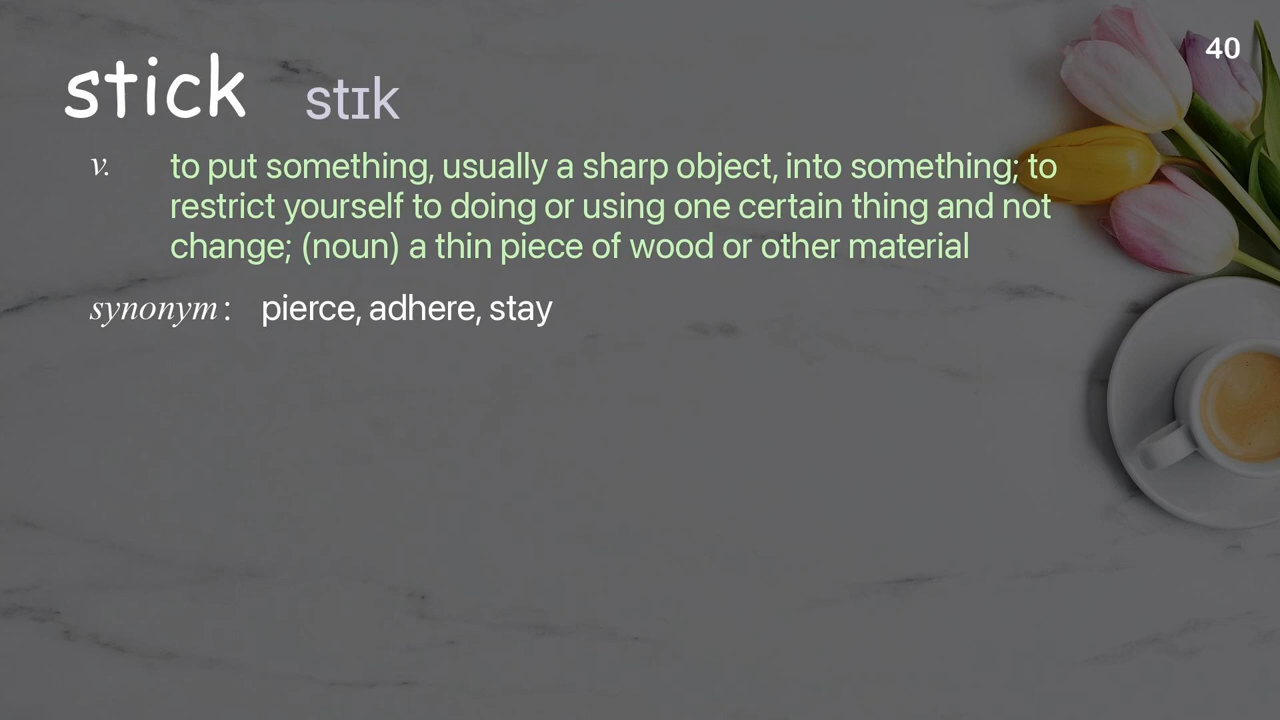 40
stick stɪk
v. to put something, usually a sharp object, into something; to
restrict yourself to doing or using one certain thing and not
change; (noun) a thin piece of wood or other material
synonym: pierce, adhere, stay